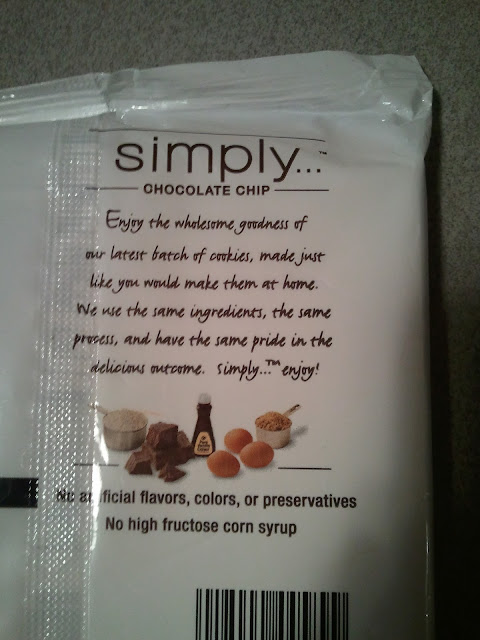 simply...™
CHOCOLATE CHIP
Enjoy the wholesome goodness of
our latest batch of cookies, made just
like you would make them at home.
We use the same ingredients, the same
process, and have the same pride in the
delicious outcome. Simply...™ enjoy!
No artificial flavors, colors, or preservatives
No high fructose corn syrup